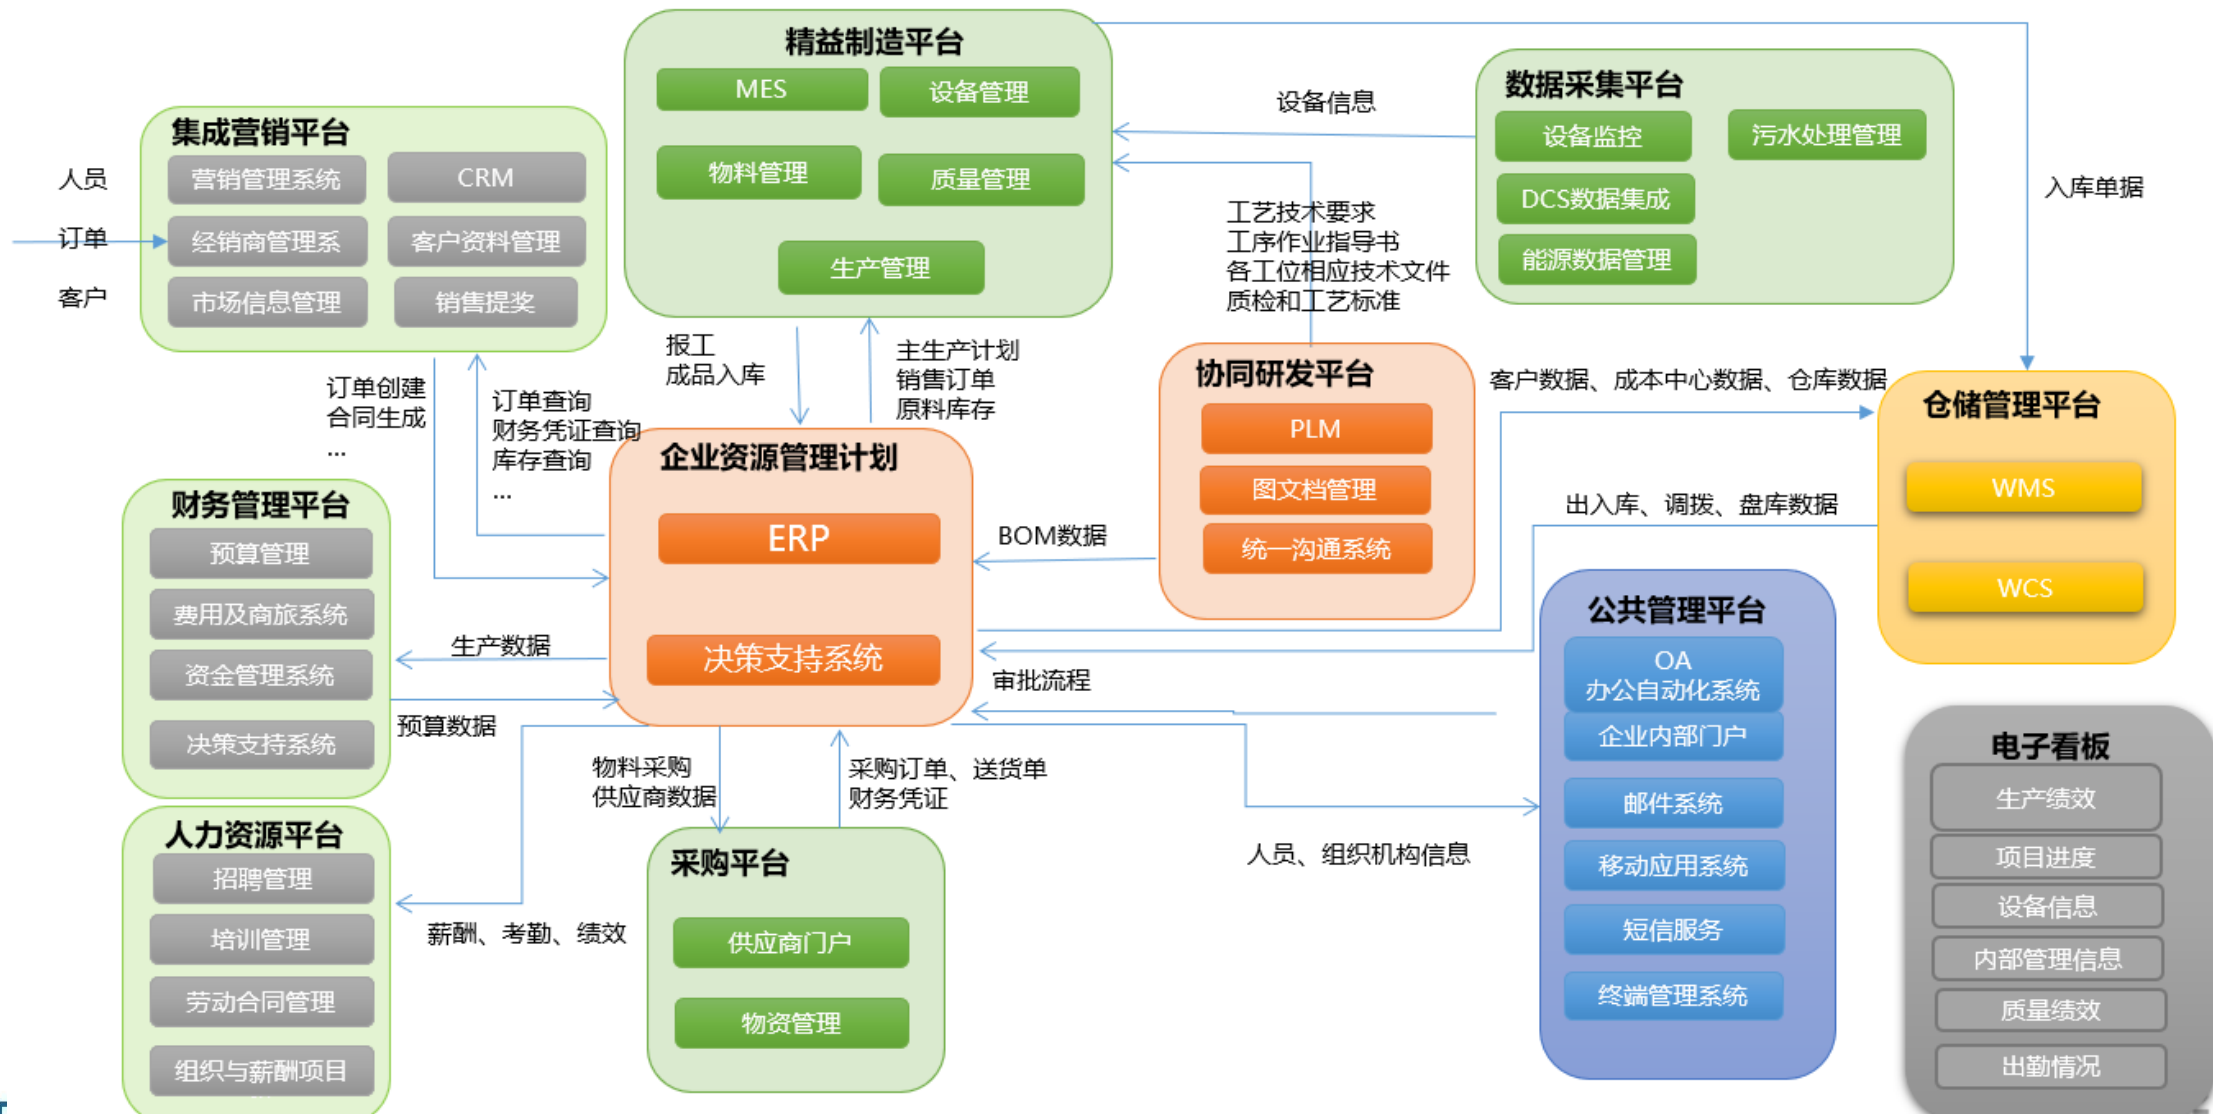 精益制造平台
MES
设备管理
物料管理
质量管理
生产管理
数据采集平台
设备监控
污水处理管理
DCS数据集成
能源数据管理
设备信息
入库单据
集成营销平台
营销管理系统
CRM
经销商管理系
客户资料管理
市场信息管理
销售提奖
人员
订单
客户
工艺技术要求
工序作业指导书
各工位相应技术文件
质检和工艺标准
报工
成品入库
主生产计划
销售订单
原料库存
订单创建
合同生成
...
订单查询
财务凭证查询
库存查询
...
协同研发平台
PLM
图文档管理
统一沟通系统
客户数据、成本中心数据、仓库数据
仓储管理平台
WMS
WCS
出入库、调拨、盘库数据
企业资源管理计划
ERP
决策支持系统
BOM数据
财务管理平台
预算管理
费用及商旅系统
资金管理系统
决策支持系统
生产数据
预算数据
审批流程
公共管理平台
OA
办公自动化系统
企业内部门户
邮件系统
移动应用系统
短信服务
终端管理系统
人员、组织机构信息
物料采购
供应商数据
采购订单、送货单
财务凭证
人力资源平台
招聘管理
培训管理
劳动合同管理
组织与薪酬项目
薪酬、考勤、绩效
采购平台
供应商门户
物资管理
电子看板
生产绩效
项目进度
设备信息
内部管理信息
质量绩效
出勤情况